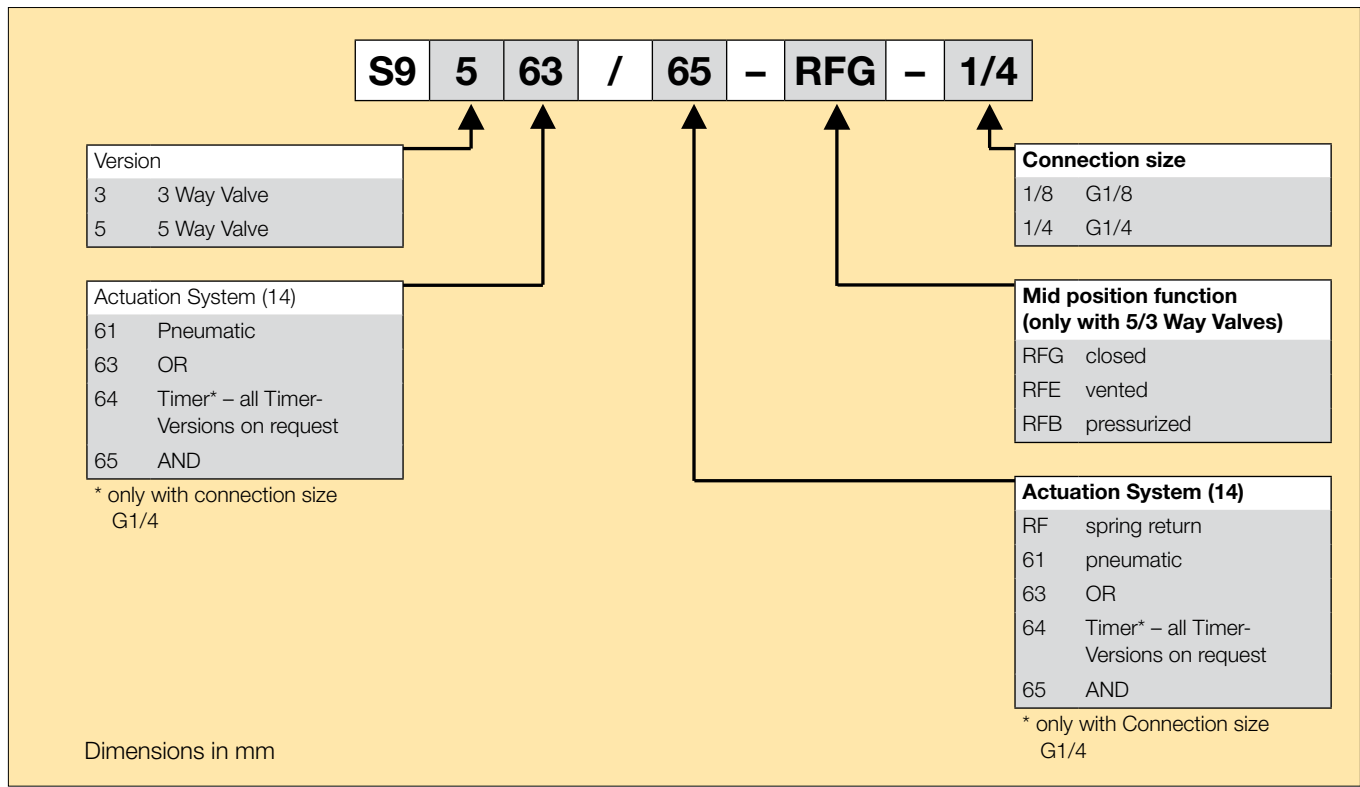 S9 5 63 / 65 – RFG – 1/4
Version
3 3 Way Valve
5 5 Way Valve
Actuation System (14)
61 Pneumatic
63 OR
64 Timer* – all Timer-
Versions on request
65 AND
* only with connection size
G1/4
Connection size
1/8 G1/8
1/4 G1/4
Mid position function
(only with 5/3 Way Valves)
RFG closed
RFE vented
RFB pressurized
Actuation System (14)
RF spring return
61 pneumatic
63 OR
64 Timer* – all Timer-
Versions on request
65 AND
* only with Connection size
G1/4
Dimensions in mm